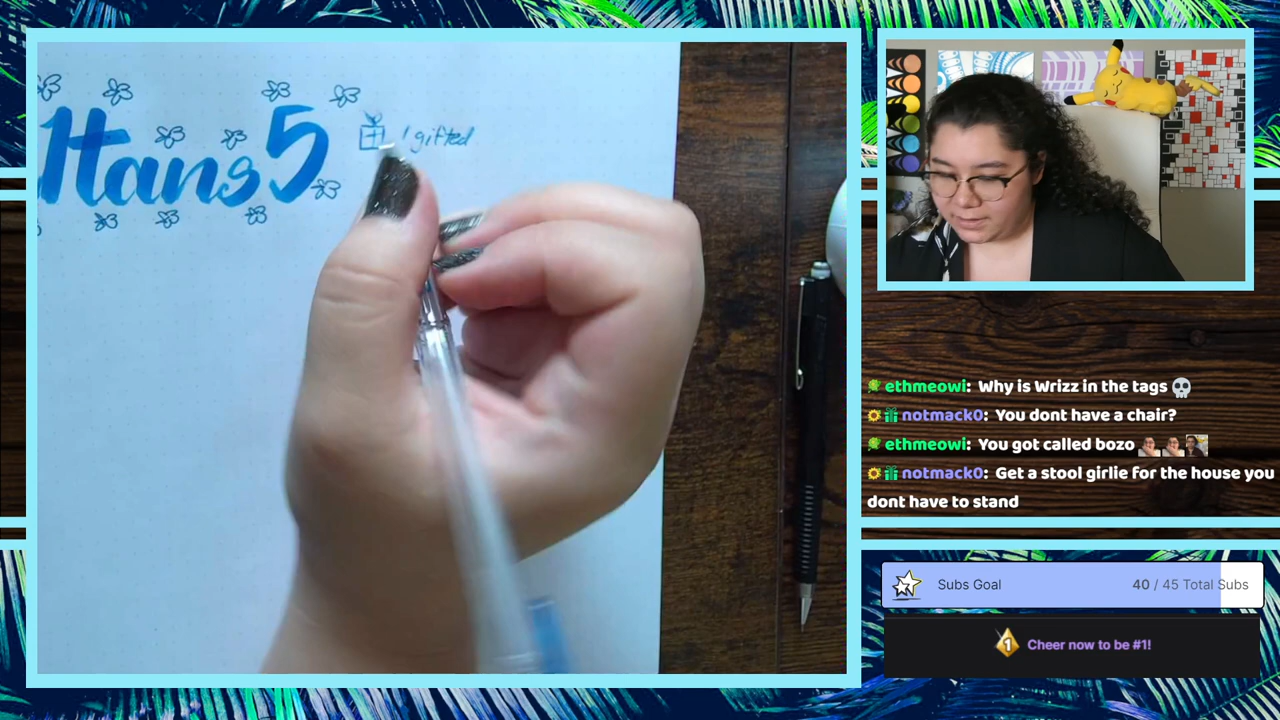 Htans5
1 gifted
ethmeowi: Why is Wrizz in the tags 💀
notmack0: You dont have a chair?
ethmeowi: You got called bozo
notmack0: Get a stool girlie for the house you
dont have to stand
Subs Goal 40 / 45 Total Subs
1 Cheer now to be #1!